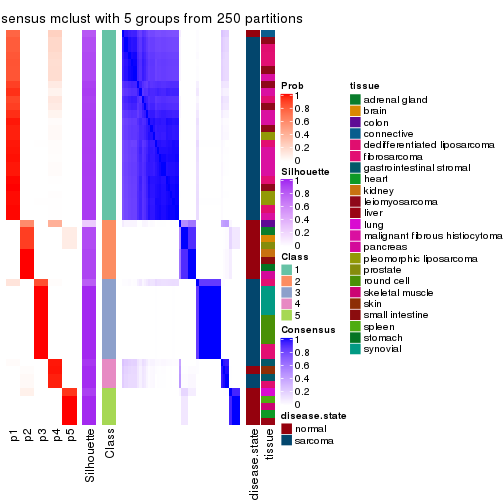 sensus mclust with 5 groups from 250 partitions
p1
p2
p3
p4
p5
Silhouette
Class
disease.state
tissue
Prob
1
0.8
0.6
0.4
0.2
0
Silhouette
1
0.8
0.6
0.4
0.2
0
Class
1
2
3
4
5
Consensus
1
0.8
0.6
0.4
0.2
0
disease.state
normal
sarcoma
tissue
adrenal gland
brain
colon
connective
dedifferentiated liposarcoma
fibrosarcoma
gastrointestinal stromal
heart
kidney
leiomyosarcoma
liver
lung
malignant fibrous histiocytoma
pancreas
pleomorphic liposarcoma
prostate
round cell
skeletal muscle
skin
small intestine
spleen
stomach
synovial